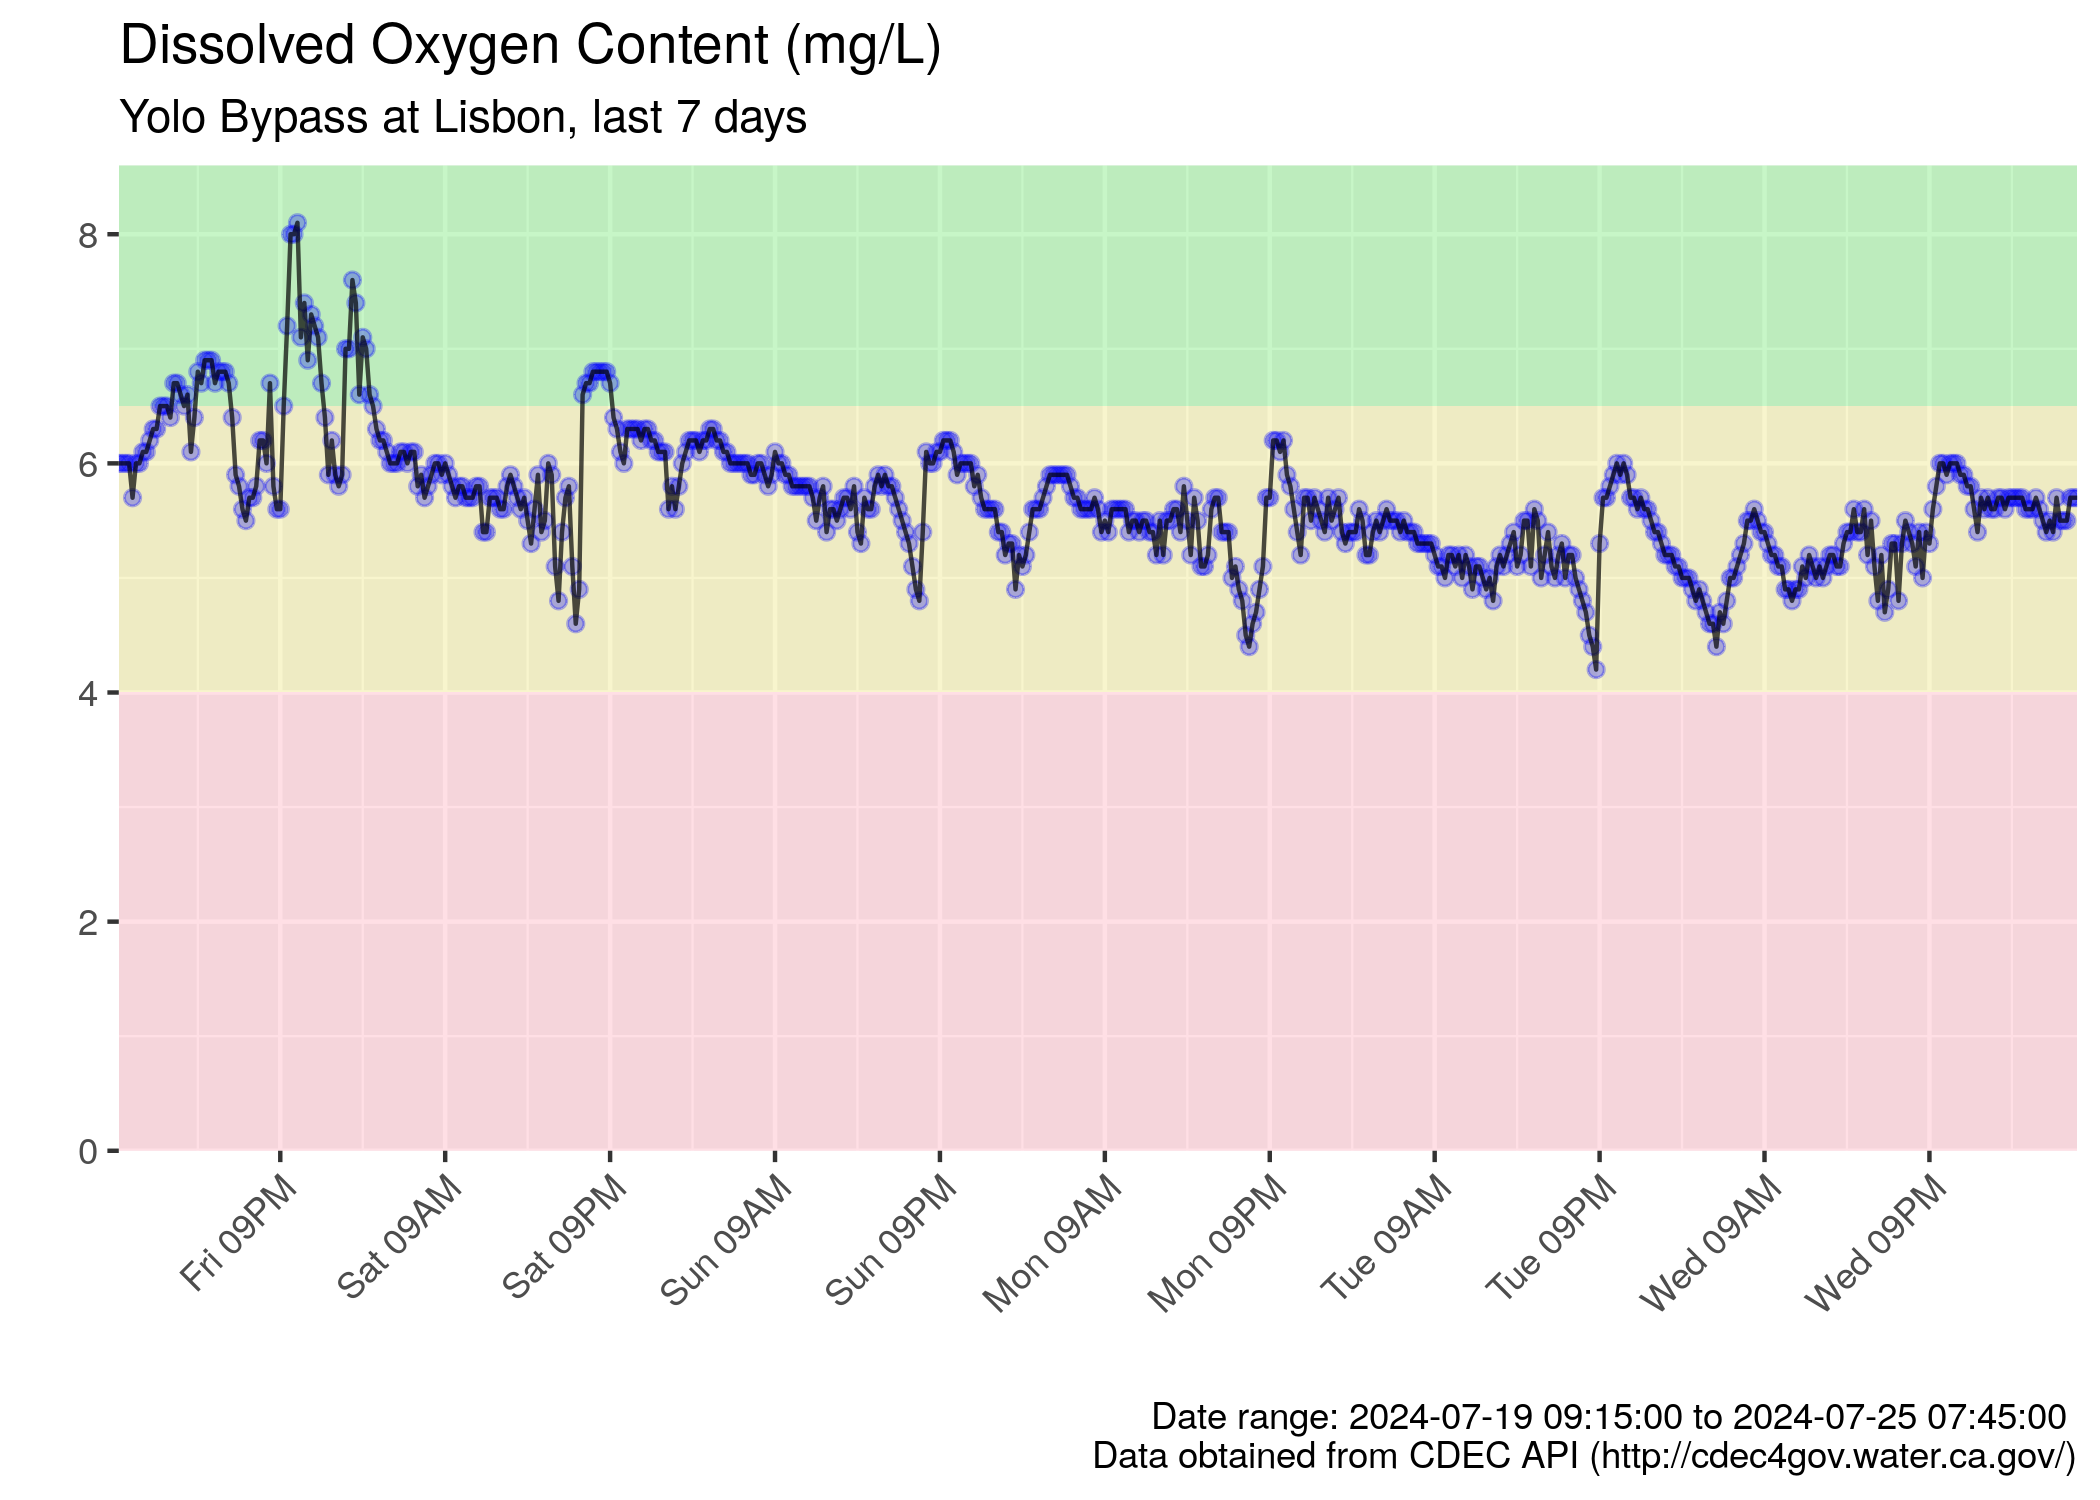 Dissolved Oxygen Content (mg/L)
Yolo Bypass at Lisbon, last 7 days
8
6
4
2
0
Fri 09PM
Sat 09AM
Sat 09PM
Sun 09AM
Sun 09PM
Mon 09AM
Mon 09PM
Tue 09AM
Tue 09PM
Wed 09AM
Wed 09PM
Date range: 2024-07-19 09:15:00 to 2024-07-25 07:45:00
Data obtained from CDEC API (http://cdec4gov.water.ca.gov/)